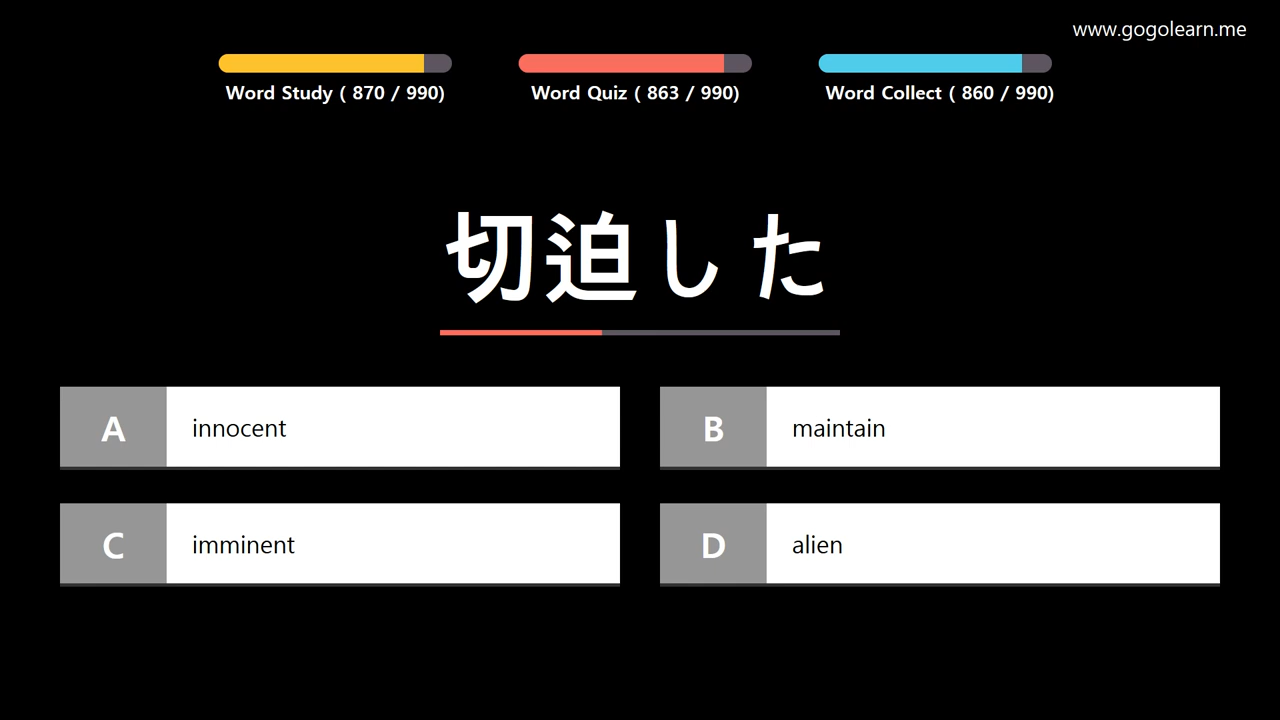 www.gogolearn.me
Word Study ( 870 / 990)
Word Quiz ( 863 / 990)
Word Collect ( 860 / 990)
切迫した
A innocent
B maintain
C imminent
D alien